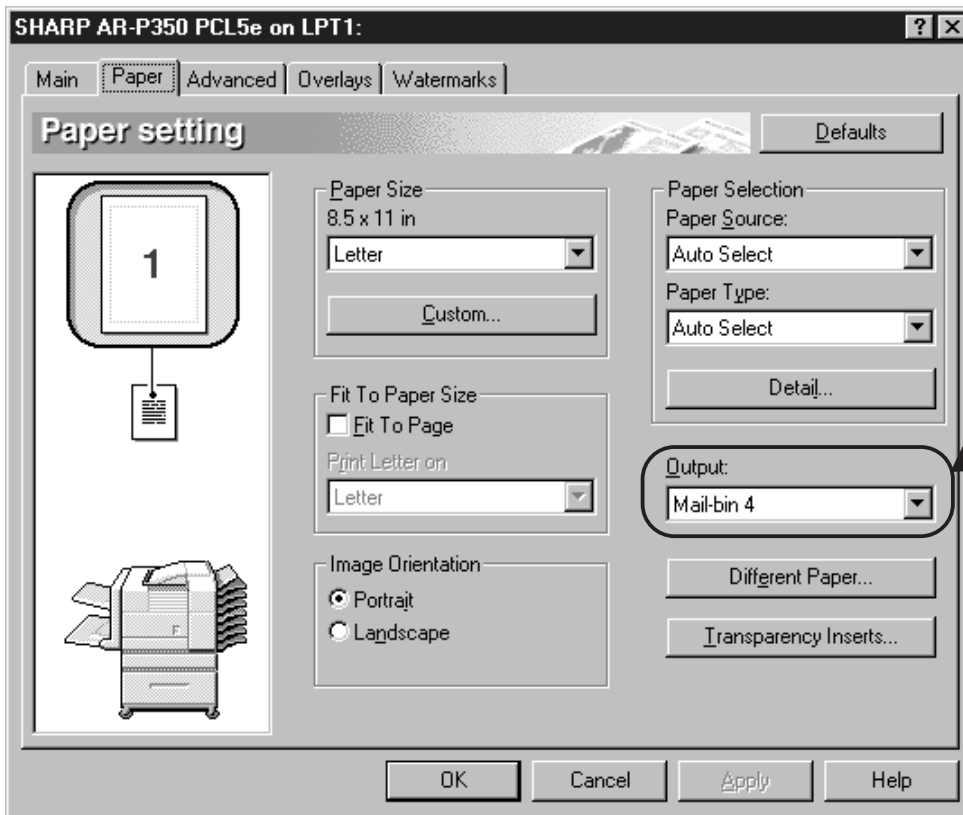 SHARP AR-P350 PCL5e on LPT1:
Main
Paper
Advanced
Overlays
Watermarks
Paper setting
Defaults
1
F
Paper Size
8.5 x 11 in
Letter
Custom...
Fit To Paper Size
Fit To Page
Print Letter on
Letter
Image Orientation
Portrait
Landscape
Paper Selection
Paper Source:
Auto Select
Paper Type:
Auto Select
Detail...
Output:
Mail-bin 4
Different Paper...
Transparency Inserts...
OK
Cancel
Apply
Help